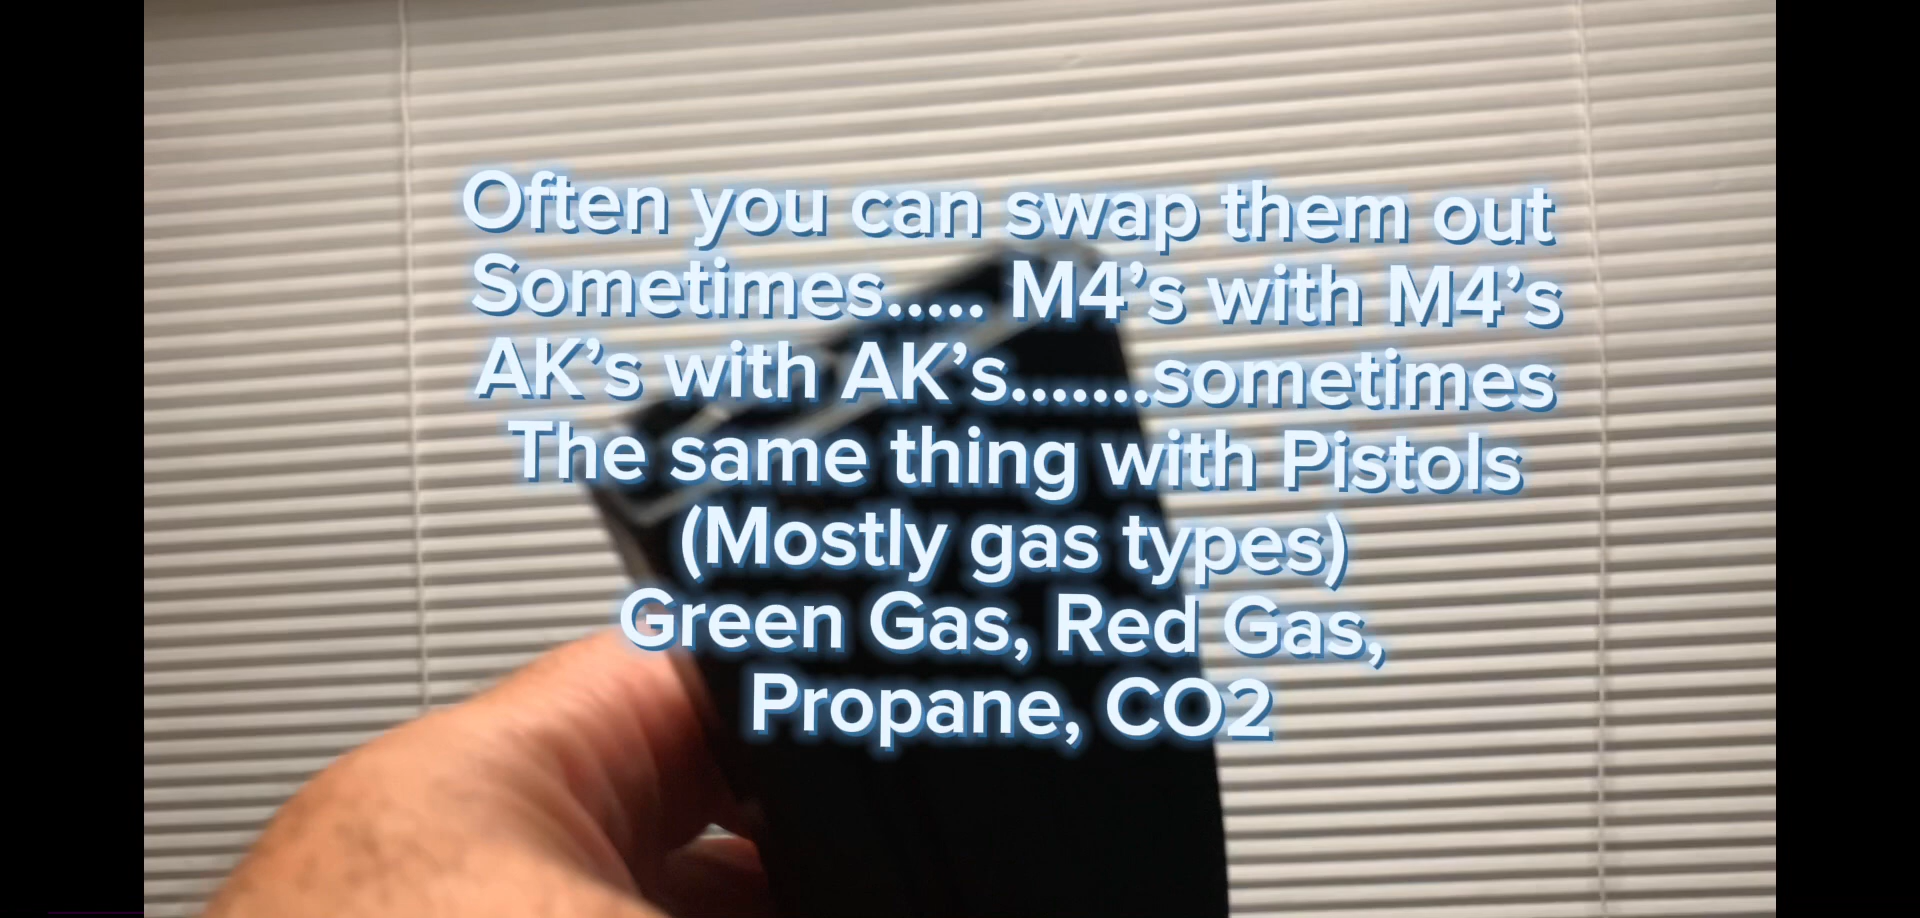 Often you can swap them out
Sometimes..... M4's with M4's
AK's with AK's.......sometimes
The same thing with Pistols
(Mostly gas types)
Green Gas, Red Gas,
Propane, CO2